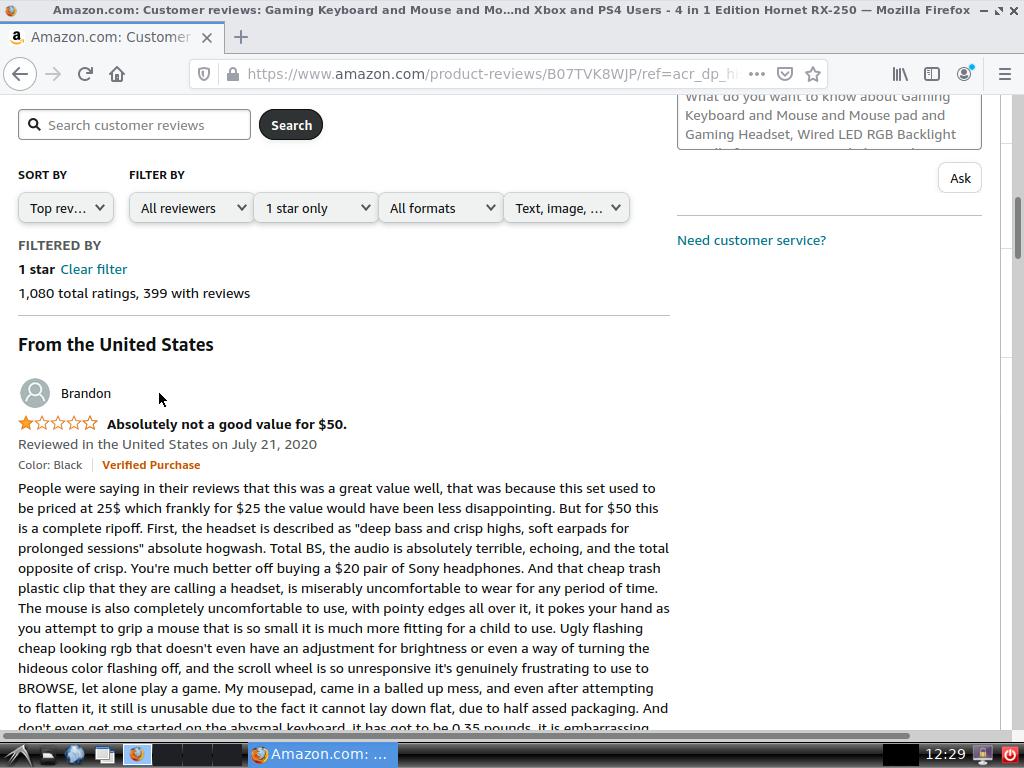 Amazon.com: Customer reviews: Gaming Keyboard and Mouse and Mo...nd Xbox and PS4 Users - 4 in 1 Edition Hornet RX-250 — Mozilla Firefox
Amazon.com: Customer
https://www.amazon.com/product-reviews/B07TVK8WJP/ref=acr_dp_hi
Search customer reviews
Search
What do you want to know about Gaming
Keyboard and Mouse and Mouse pad and
Gaming Headset, Wired LED RGB Backlight
Ask
SORT BY
FILTER BY
Top rev...
All reviewers
1 star only
All formats
Text, image, ...
Need customer service?
FILTERED BY
1 star Clear filter
1,080 total ratings, 399 with reviews
From the United States
Brandon
Absolutely not a good value for $50.
Reviewed in the United States on July 21, 2020
Color: Black
Verified Purchase
People were saying in their reviews that this was a great value well, that was because this set used to
be priced at 25$ which frankly for $25 the value would have been less disappointing. But for $50 this
is a complete ripoff. First, the headset is described as "deep bass and crisp highs, soft earpads for
prolonged sessions" absolute hogwash. Total BS, the audio is absolutely terrible, echoing, and the total
opposite of crisp. You're much better off buying a $20 pair of Sony headphones. And that cheap trash
plastic clip that they are calling a headset, is miserably uncomfortable to wear for any period of time.
The mouse is also completely uncomfortable to use, with pointy edges all over it, it pokes your hand as
you attempt to grip a mouse that is so small it is much more fitting for a child to use. Ugly flashing
cheap looking rgb that doesn't even have an adjustment for brightness or even a way of turning the
hideous color flashing off, and the scroll wheel is so unresponsive it's genuinely frustrating to use to
BROWSE, let alone play a game. My mousepad, came in a balled up mess, and even after attempting
to flatten it, it still is unusable due to the fact it cannot lay down flat, due to half assed packaging. And
don't even get me started on the abysmal keyboard, it has got to be 0.35 pounds, it is embarrassing
Amazon.com: ...
12:29